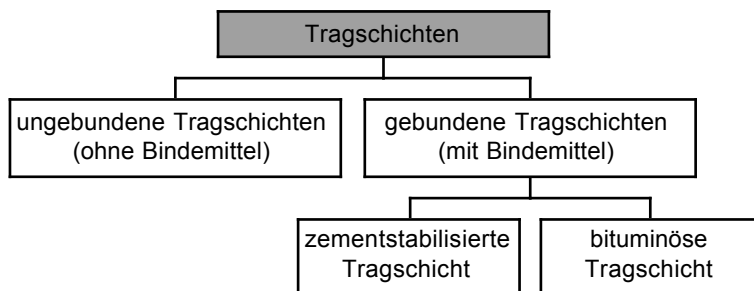 Tragschichten
ungebundene Tragschichten
(ohne Bindemittel)
gebundene Tragschichten
(mit Bindemittel)
zementstabilisierte
Tragschicht
bituminöse
Tragschicht